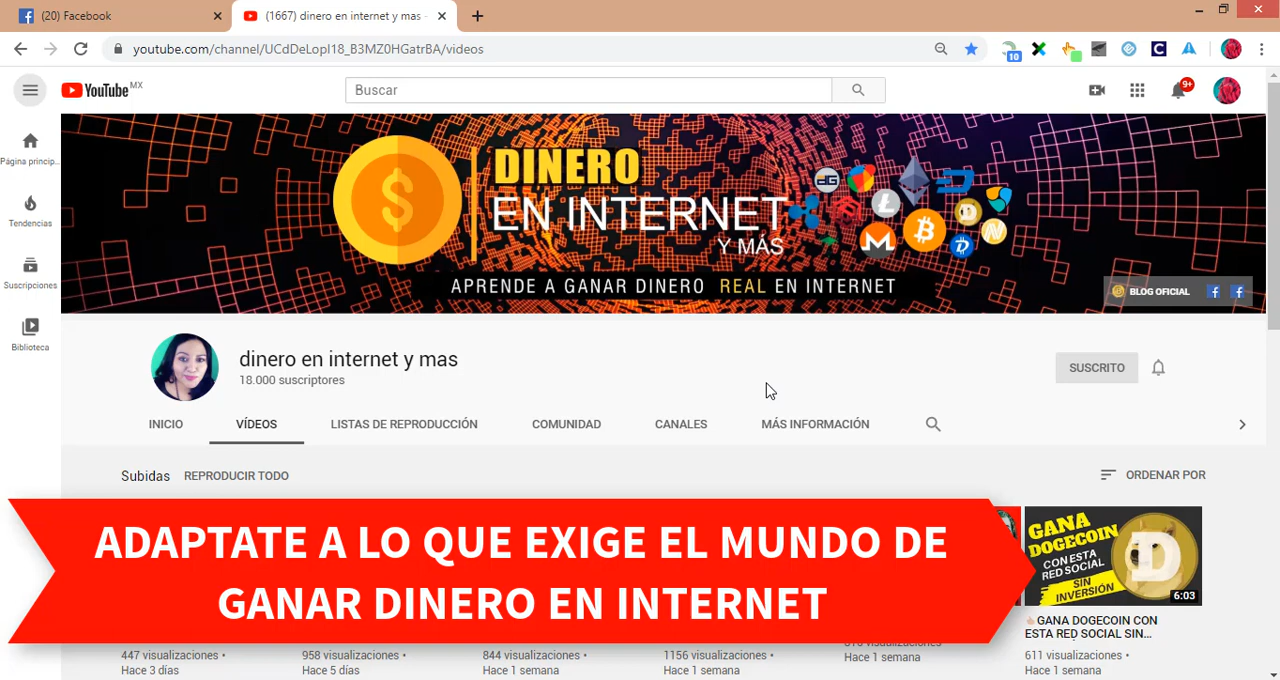 (20) Facebook
(1667) dinero en internet y mas -
youtube.com/channel/UCdDeLopI18_B3MZ0HGatrBA/videos
10
YouTube MX
Buscar
9+
Página princip...
Tendencias
Suscripciones
Biblioteca
DINERO
EN INTERNET
Y MÁS
APRENDE A GANAR DINERO REAL EN INTERNET
BLOG OFICIAL
dinero en internet y mas
18.000 suscriptores
SUSCRITO
INICIO VÍDEOS LISTAS DE REPRODUCCIÓN COMUNIDAD CANALES MÁS INFORMACIÓN
Subidas REPRODUCIR TODO ORDENAR POR
ADAPTATE A LO QUE EXIGE EL MUNDO DE
GANAR DINERO EN INTERNET
GANA
DOGECOIN
CON ESTA
RED SOCIAL
SIN
INVERSIÓN
6:03
GANA DOGECOIN CON
ESTA RED SOCIAL SIN...
447 visualizaciones • 958 visualizaciones • 844 visualizaciones • 1156 visualizaciones • visualizaciones • 611 visualizaciones •
Hace 3 días Hace 5 días Hace 1 semana Hace 1 semana Hace 1 semana Hace 1 semana